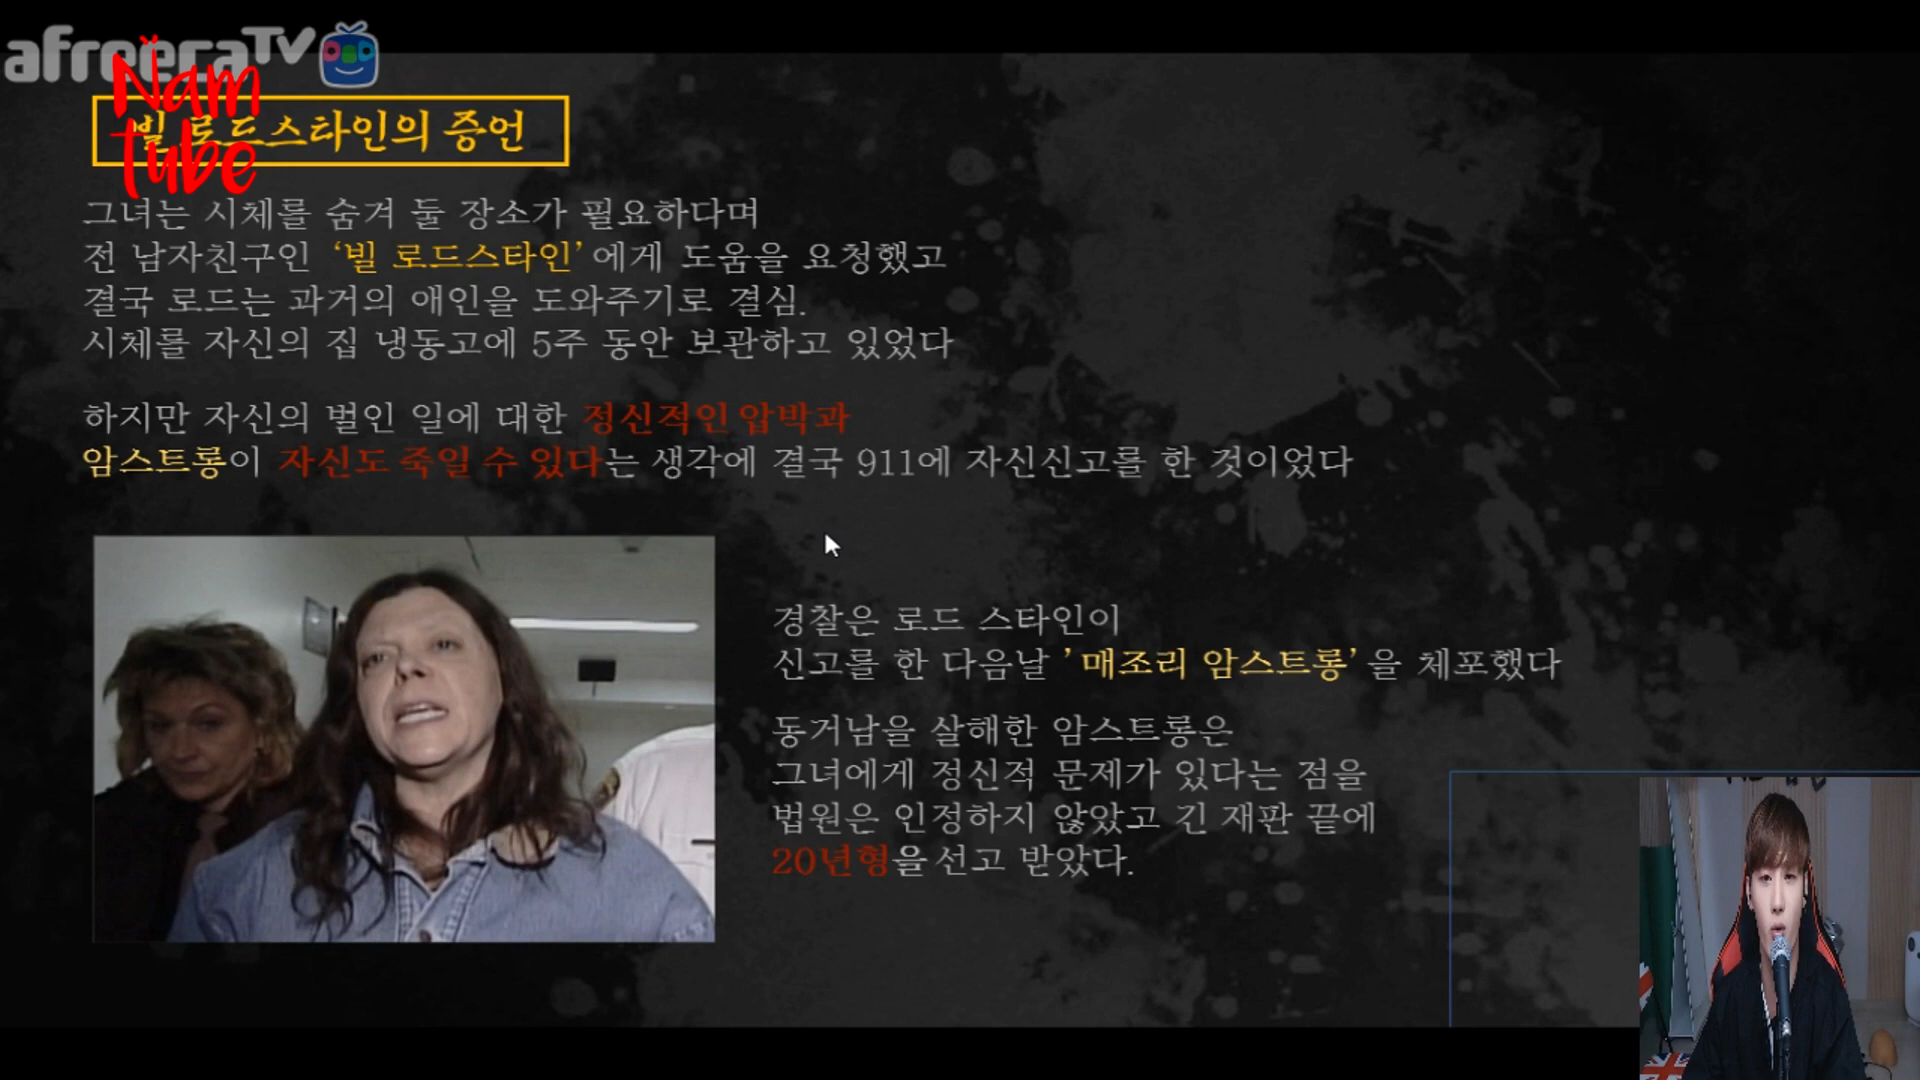 afreecaTV
Nam
tube
빌 로드스타인의 증언
그녀는 시체를 숨겨 둘 장소가 필요하다며
전 남자친구인 ‘빌 로드스타인’에게 도움을 요청했고
결국 로드는 과거의 애인을 도와주기로 결심.
시체를 자신의 집 냉동고에 5주 동안 보관하고 있었다
하지만 자신의 벌인 일에 대한 정신적인 압박과
암스트롱이 자신도 죽일 수 있다는 생각에 결국 911에 자신신고를 한 것이었다
경찰은 로드 스타인이
신고를 한 다음날 ’매조리 암스트롱’을 체포했다
동거남을 살해한 암스트롱은
그녀에게 정신적 문제가 있다는 점을
법원은 인정하지 않았고 긴 재판 끝에
20년형을 선고 받았다.